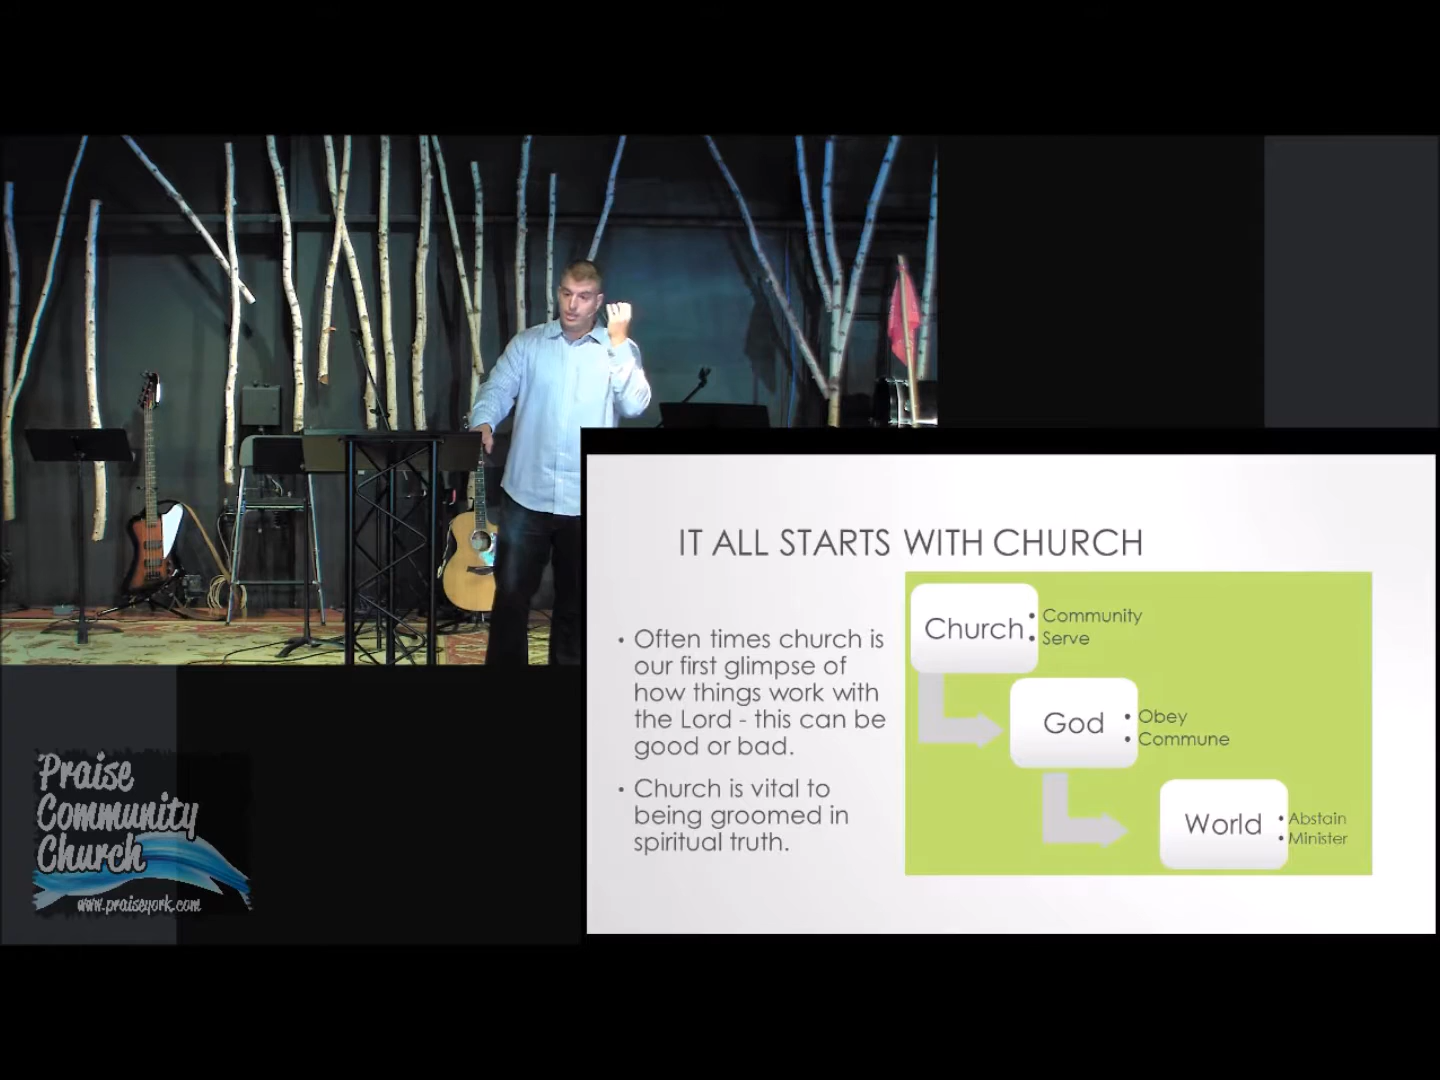 IT ALL STARTS WITH CHURCH
• Often times church is
our first glimpse of
how things work with
the Lord - this can be
good or bad.
• Church is vital to
being groomed in
spiritual truth.
Church
• Community
• Serve
God
• Obey
• Commune
World
• Abstain
• Minister
Praise
Community
Church
www.praiseyork.com